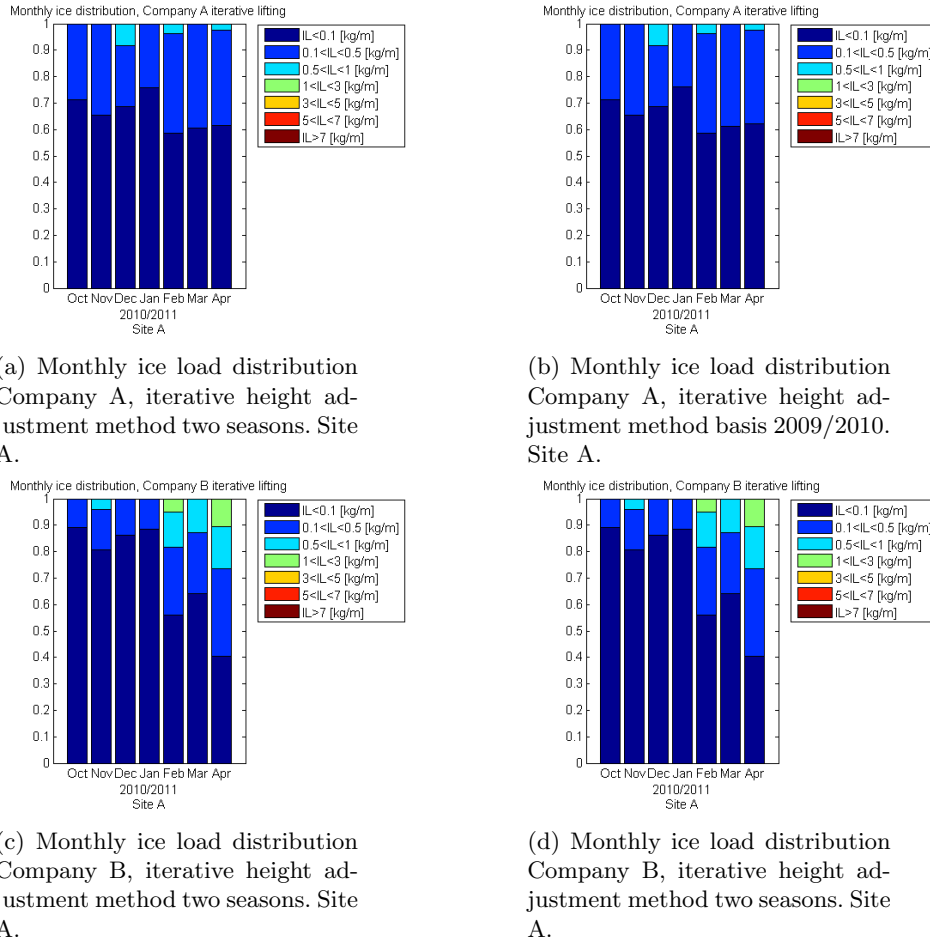 Monthly ice distribution, Company A iterative lifting
1
0.9
0.8
0.7
0.6
0.5
0.4
0.3
0.2
0.1
0
Oct Nov Dec Jan Feb Mar Apr
2010/2011
Site A
IL<0.1 [kg/m]
0.1<IL<0.5 [kg/m]
0.5<IL<1 [kg/m]
1<IL<3 [kg/m]
3<IL<5 [kg/m]
5<IL<7 [kg/m]
IL>7 [kg/m]
(a) Monthly ice load distribution
Company A, iterative height ad-
justment method two seasons. Site
A.
Monthly ice distribution, Company A iterative lifting
1
0.9
0.8
0.7
0.6
0.5
0.4
0.3
0.2
0.1
0
Oct Nov Dec Jan Feb Mar Apr
2010/2011
Site A
IL<0.1 [kg/m]
0.1<IL<0.5 [kg/m]
0.5<IL<1 [kg/m]
1<IL<3 [kg/m]
3<IL<5 [kg/m]
5<IL<7 [kg/m]
IL>7 [kg/m]
(b) Monthly ice load distribution
Company A, iterative height ad-
justment method basis 2009/2010.
Site A.
Monthly ice distribution, Company B iterative lifting
1
0.9
0.8
0.7
0.6
0.5
0.4
0.3
0.2
0.1
0
Oct Nov Dec Jan Feb Mar Apr
2010/2011
Site A
IL<0.1 [kg/m]
0.1<IL<0.5 [kg/m]
0.5<IL<1 [kg/m]
1<IL<3 [kg/m]
3<IL<5 [kg/m]
5<IL<7 [kg/m]
IL>7 [kg/m]
(c) Monthly ice load distribution
Company B, iterative height ad-
justment method two seasons. Site
A.
Monthly ice distribution, Company B iterative lifting
1
0.9
0.8
0.7
0.6
0.5
0.4
0.3
0.2
0.1
0
Oct Nov Dec Jan Feb Mar Apr
2010/2011
Site A
IL<0.1 [kg/m]
0.1<IL<0.5 [kg/m]
0.5<IL<1 [kg/m]
1<IL<3 [kg/m]
3<IL<5 [kg/m]
5<IL<7 [kg/m]
IL>7 [kg/m]
(d) Monthly ice load distribution
Company B, iterative height ad-
justment method two seasons. Site
A.